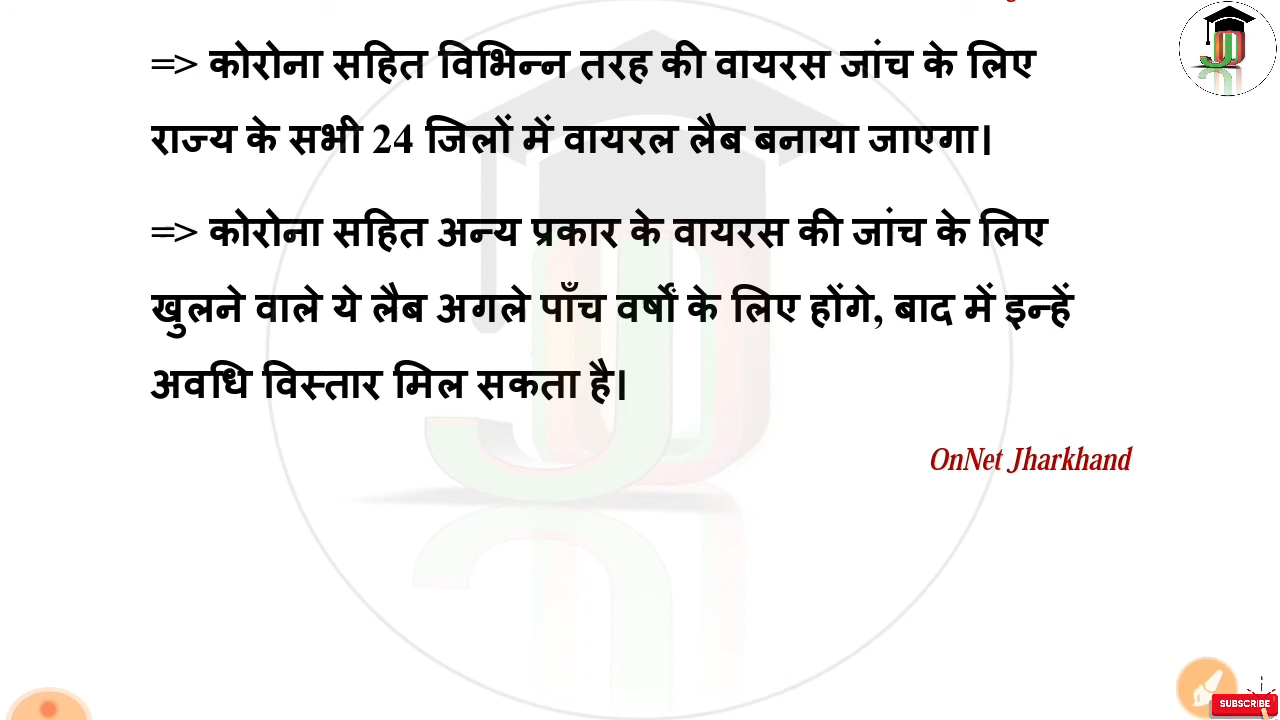 => कोरोना सहित विभिन्न तरह की वायरस जांच के लिए
राज्य के सभी 24 जिलों में वायरल लैब बनाया जाएगा।
=> कोरोना सहित अन्य प्रकार के वायरस की जांच के लिए
खुलने वाले ये लैब अगले पाँच वर्षों के लिए होंगे, बाद में इन्हें
अवधि विस्तार मिल सकता है।
OnNet Jharkhand
SUBSCRIBE